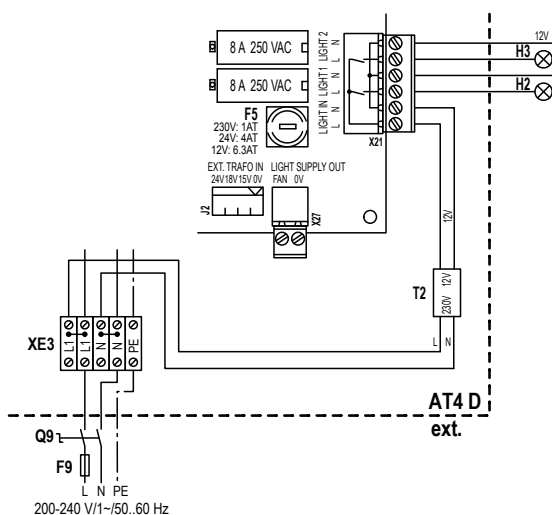 8 A 250 VAC
8 A 250 VAC
LIGHT 2
N
L
LIGHT 1
N
L
LIGHT IN
N
L
X21
12V
H3
H2
F5
230V: 1AT
24V: 4AT
12V: 6.3AT
EXT. TRAFO IN
24V 18V 15V 0V
J2
LIGHT SUPPLY OUT
FAN 0V
X27
12V
T2
230V 12V
L N
XE3
L1
L1
N
N
PE
AT4 D
ext.
Q9
F9
L N PE
200-240 V/1~/50..60 Hz